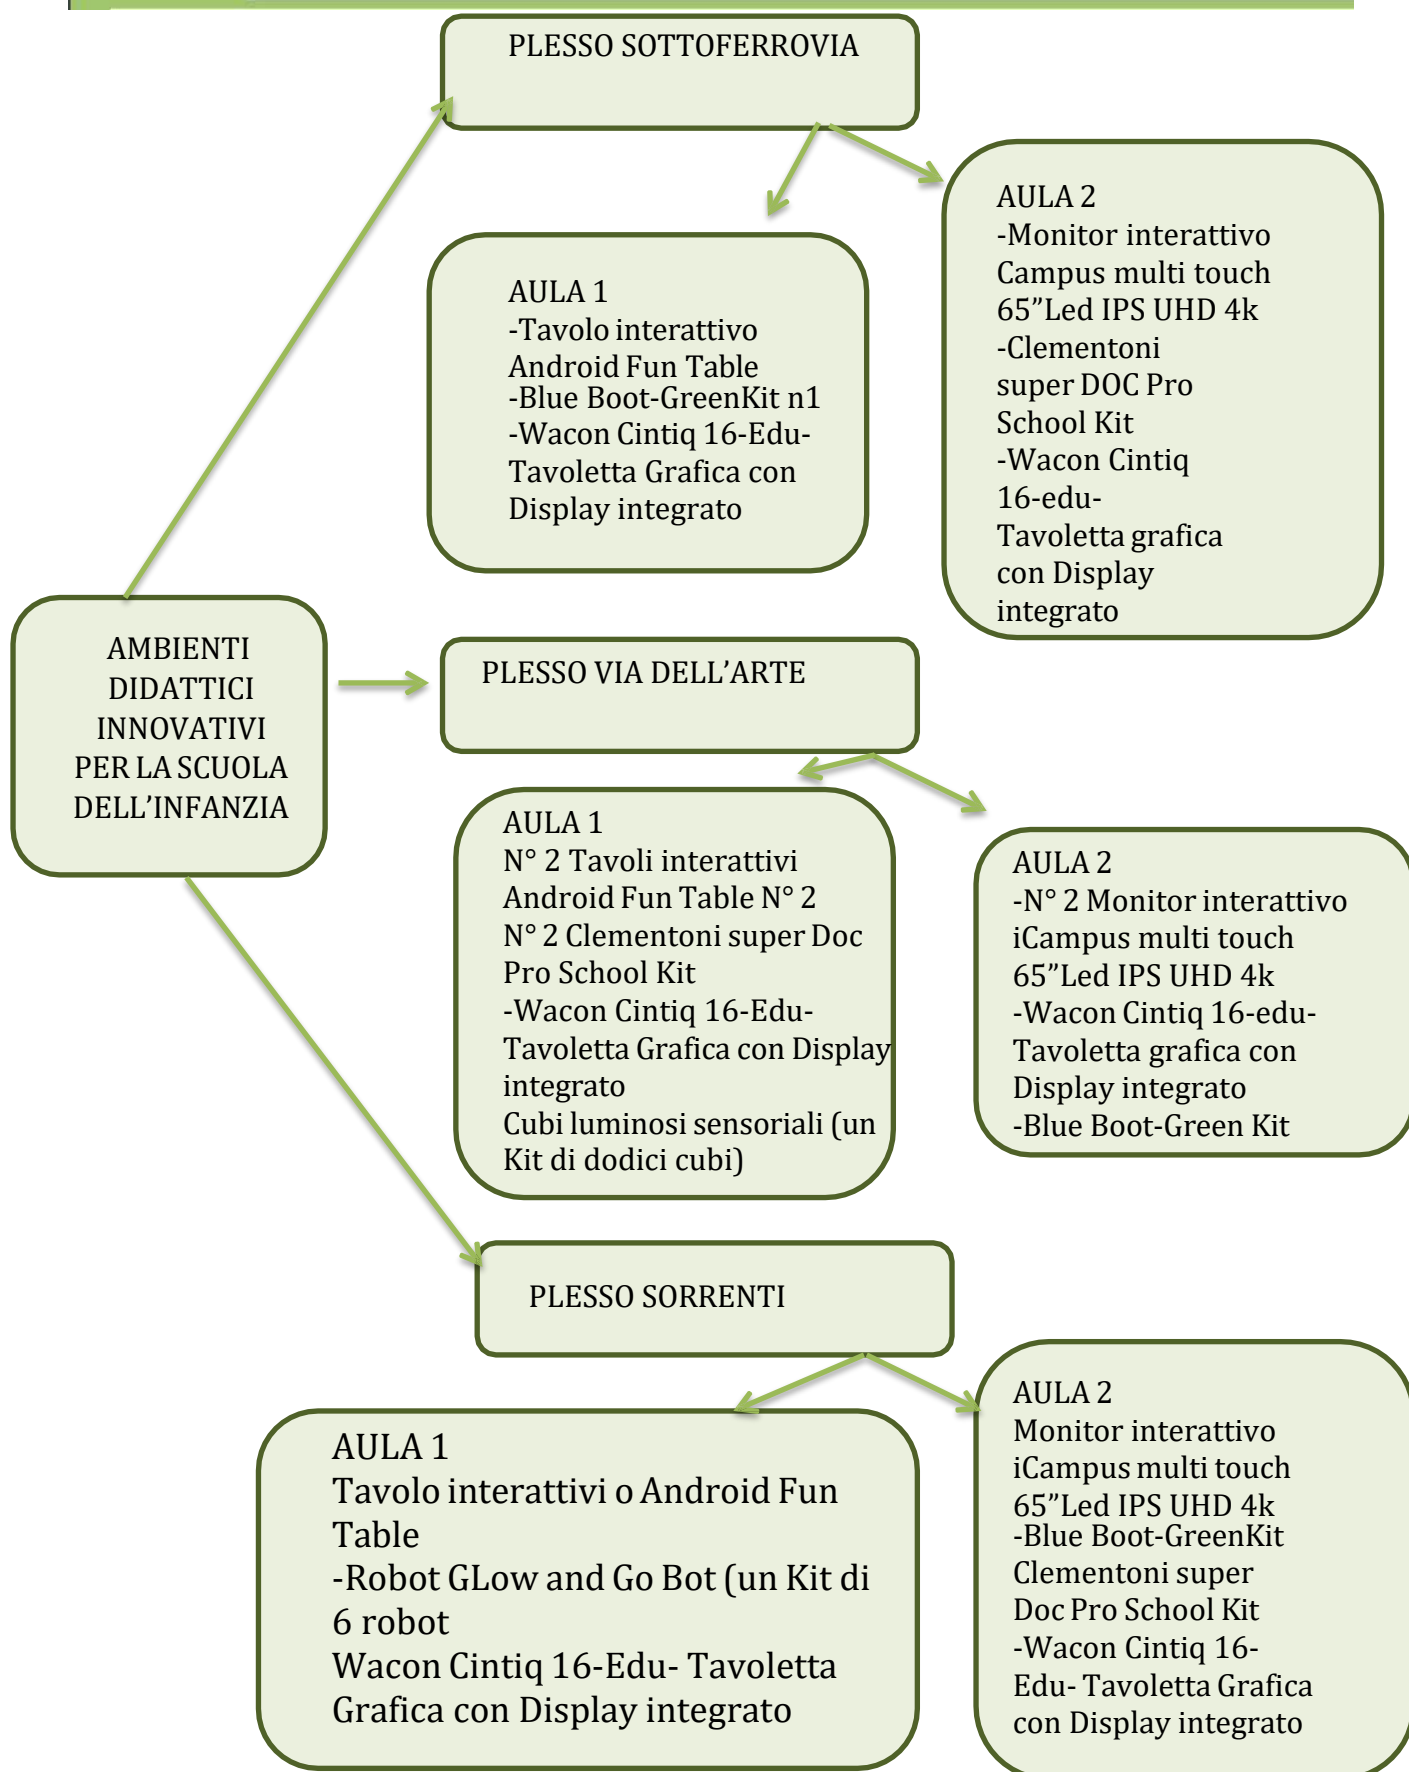 PLESSO SOTTOFERROVIA
AULA 1
-Tavolo interattivo
Android Fun Table
-Blue Boot-GreenKit n1
-Wacon Cintiq 16-Edu-
Tavoletta Grafica con
Display integrato
AULA 2
-Monitor interattivo
Campus multi touch
65”Led IPS UHD 4k
-Clementoni
super DOC Pro
School Kit
-Wacon Cintiq
16-edu-
Tavoletta grafica
con Display
integrato
AMBIENTI
DIDATTICI
INNOVATIVI
PER LA SCUOLA
DELL’INFANZIA
PLESSO VIA DELL’ARTE
AULA 1
N° 2 Tavoli interattivi
Android Fun Table N° 2
N° 2 Clementoni super Doc
Pro School Kit
-Wacon Cintiq 16-Edu-
Tavoletta Grafica con Display
integrato
Cubi luminosi sensoriali (un
Kit di dodici cubi)
AULA 2
-N° 2 Monitor interattivo
iCampus multi touch
65”Led IPS UHD 4k
-Wacon Cintiq 16-edu-
Tavoletta grafica con
Display integrato
-Blue Boot-Green Kit
PLESSO SORRENTI
AULA 1
Tavolo interattivi o Android Fun
Table
-Robot GLow and Go Bot (un Kit di
6 robot
Wacon Cintiq 16-Edu- Tavoletta
Grafica con Display integrato
AULA 2
Monitor interattivo
iCampus multi touch
65”Led IPS UHD 4k
-Blue Boot-GreenKit
Clementoni super
Doc Pro School Kit
-Wacon Cintiq 16-
Edu- Tavoletta Grafica
con Display integrato